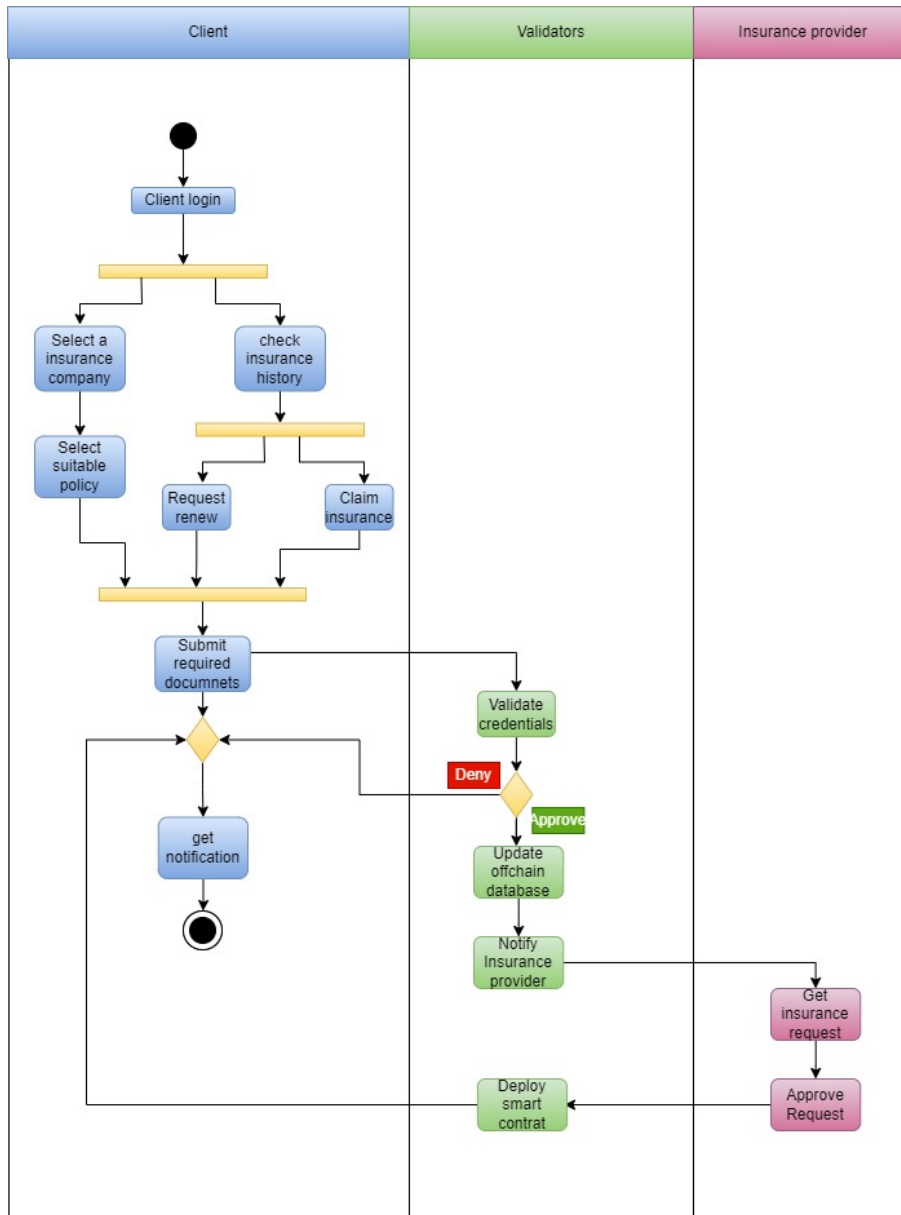 Client
Validators
Insurance provider
Client login
Select a
insurance
company
check
insurance
history
Select
suitable
policy
Request
renew
Claim
insurance
Submit
required
documnets
Validate
credentials
Deny
Approve
get
notification
Update
offchain
database
Notify
Insurance
provider
Get
insurance
request
Deploy
smart
contrat
Approve
Request